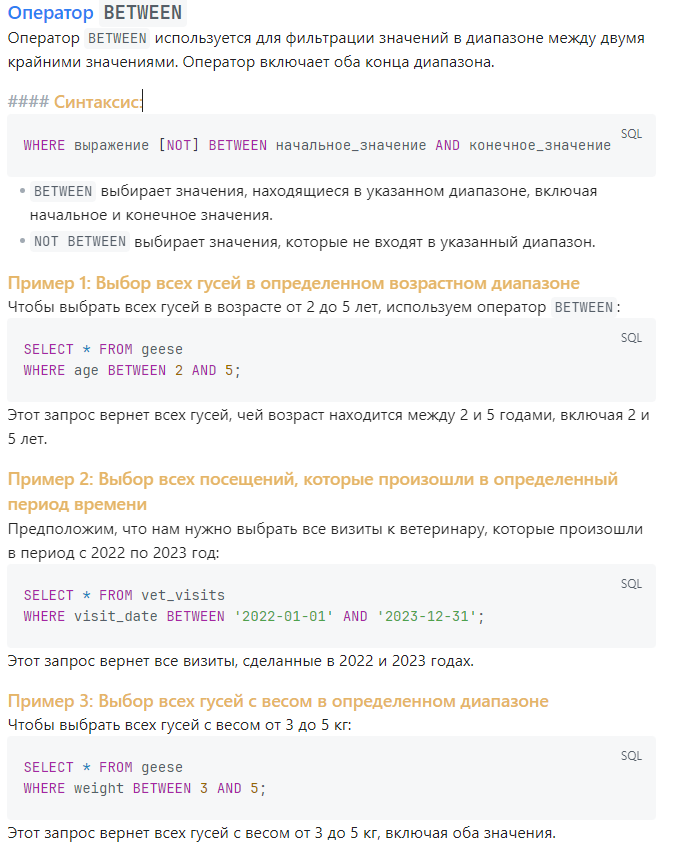 Оператор BETWEEN
Оператор BETWEEN используется для фильтрации значений в диапазоне между двумя
крайними значениями. Оператор включает оба конца диапазона.
#### Синтаксис:
SQL
WHERE выражение [NOT] BETWEEN начальное_значение AND конечное_значение
• BETWEEN выбирает значения, находящиеся в указанном диапазоне, включая
начальное и конечное значения.
• NOT BETWEEN выбирает значения, которые не входят в указанный диапазон.
Пример 1: Выбор всех гусей в определенном возрастном диапазоне
Чтобы выбрать всех гусей в возрасте от 2 до 5 лет, используем оператор BETWEEN:
SQL
SELECT * FROM geese
WHERE age BETWEEN 2 AND 5;
Этот запрос вернет всех гусей, чей возраст находится между 2 и 5 годами, включая 2 и
5 лет.
Пример 2: Выбор всех посещений, которые произошли в определенный
период времени
Предположим, что нам нужно выбрать все визиты к ветеринару, которые произошли
в период с 2022 по 2023 год:
SQL
SELECT * FROM vet_visits
WHERE visit_date BETWEEN '2022-01-01' AND '2023-12-31';
Этот запрос вернет все визиты, сделанные в 2022 и 2023 годах.
Пример 3: Выбор всех гусей с весом в определенном диапазоне
Чтобы выбрать всех гусей с весом от 3 до 5 кг:
SQL
SELECT * FROM geese
WHERE weight BETWEEN 3 AND 5;
Этот запрос вернет всех гусей с весом от 3 до 5 кг, включая оба значения.